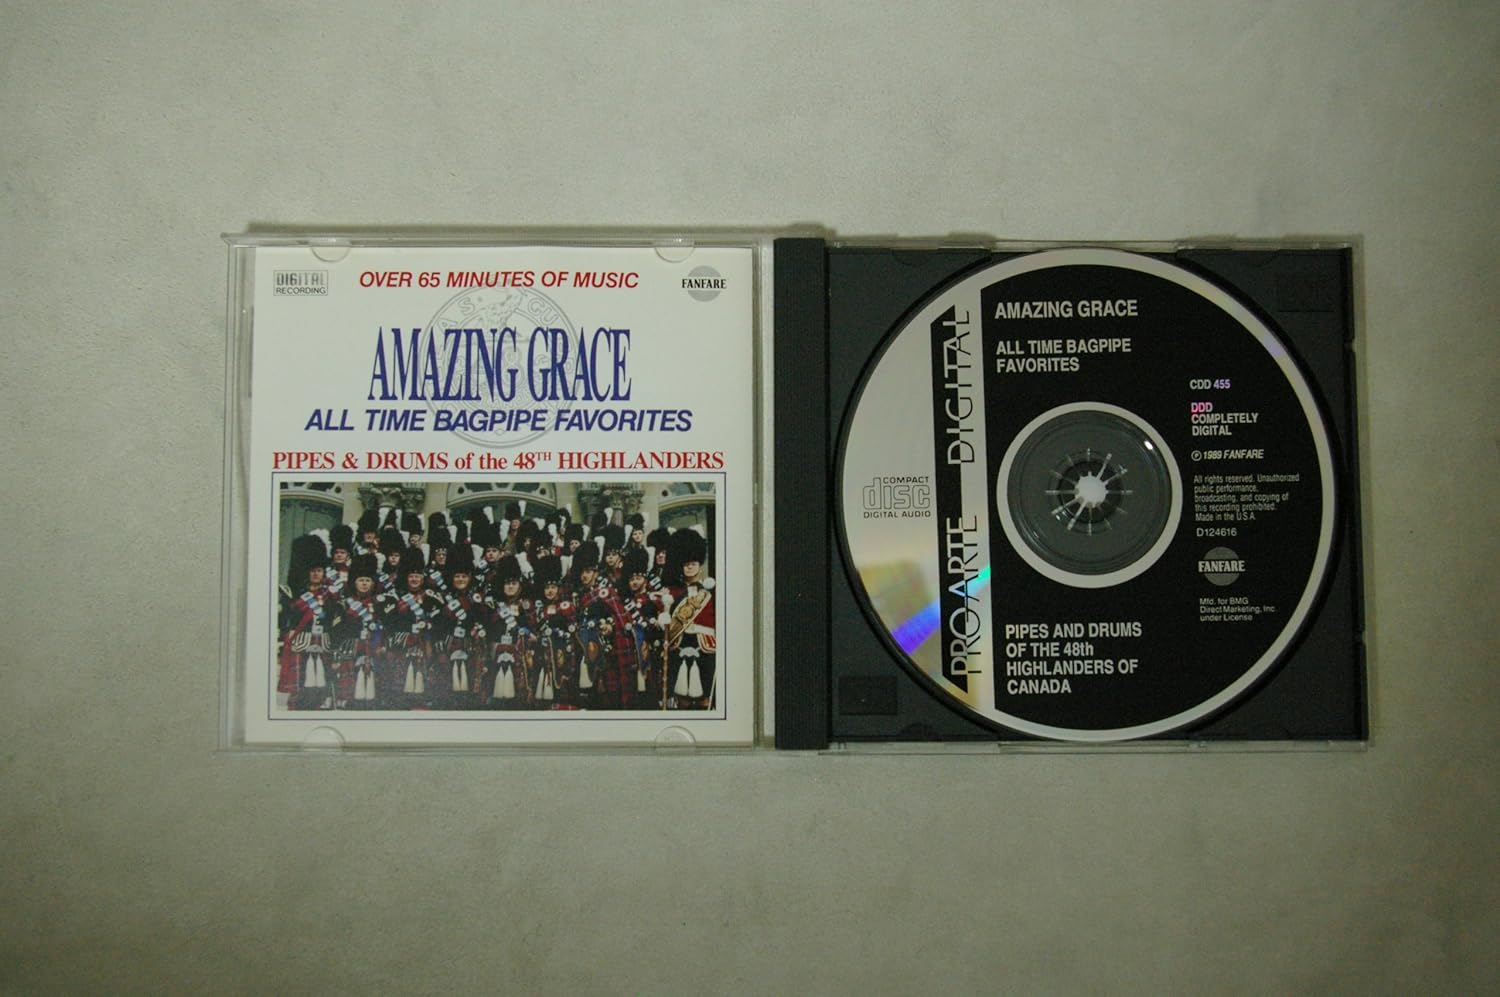 DIGITAL
RECORDING
OVER 65 MINUTES OF MUSIC
FANFARE
AMAZING GRACE
ALL TIME BAGPIPE FAVORITES
PIPES & DRUMS of the 48TH HIGHLANDERS
PROARTE DIGITAL
COMPACT
disc
DIGITAL AUDIO
AMAZING GRACE
ALL TIME BAGPIPE
FAVORITES
CDD 455
DDD
COMPLETELY
DIGITAL
℗ 1989 FANFARE
All rights reserved. Unauthorized
public performance,
broadcasting, and copying of
this recording prohibited.
Made in the U.S.A.
D124616
FANFARE
Mfd. for BMG
Direct Marketing, Inc.
under License
PIPES AND DRUMS
OF THE 48th
HIGHLANDERS OF
CANADA